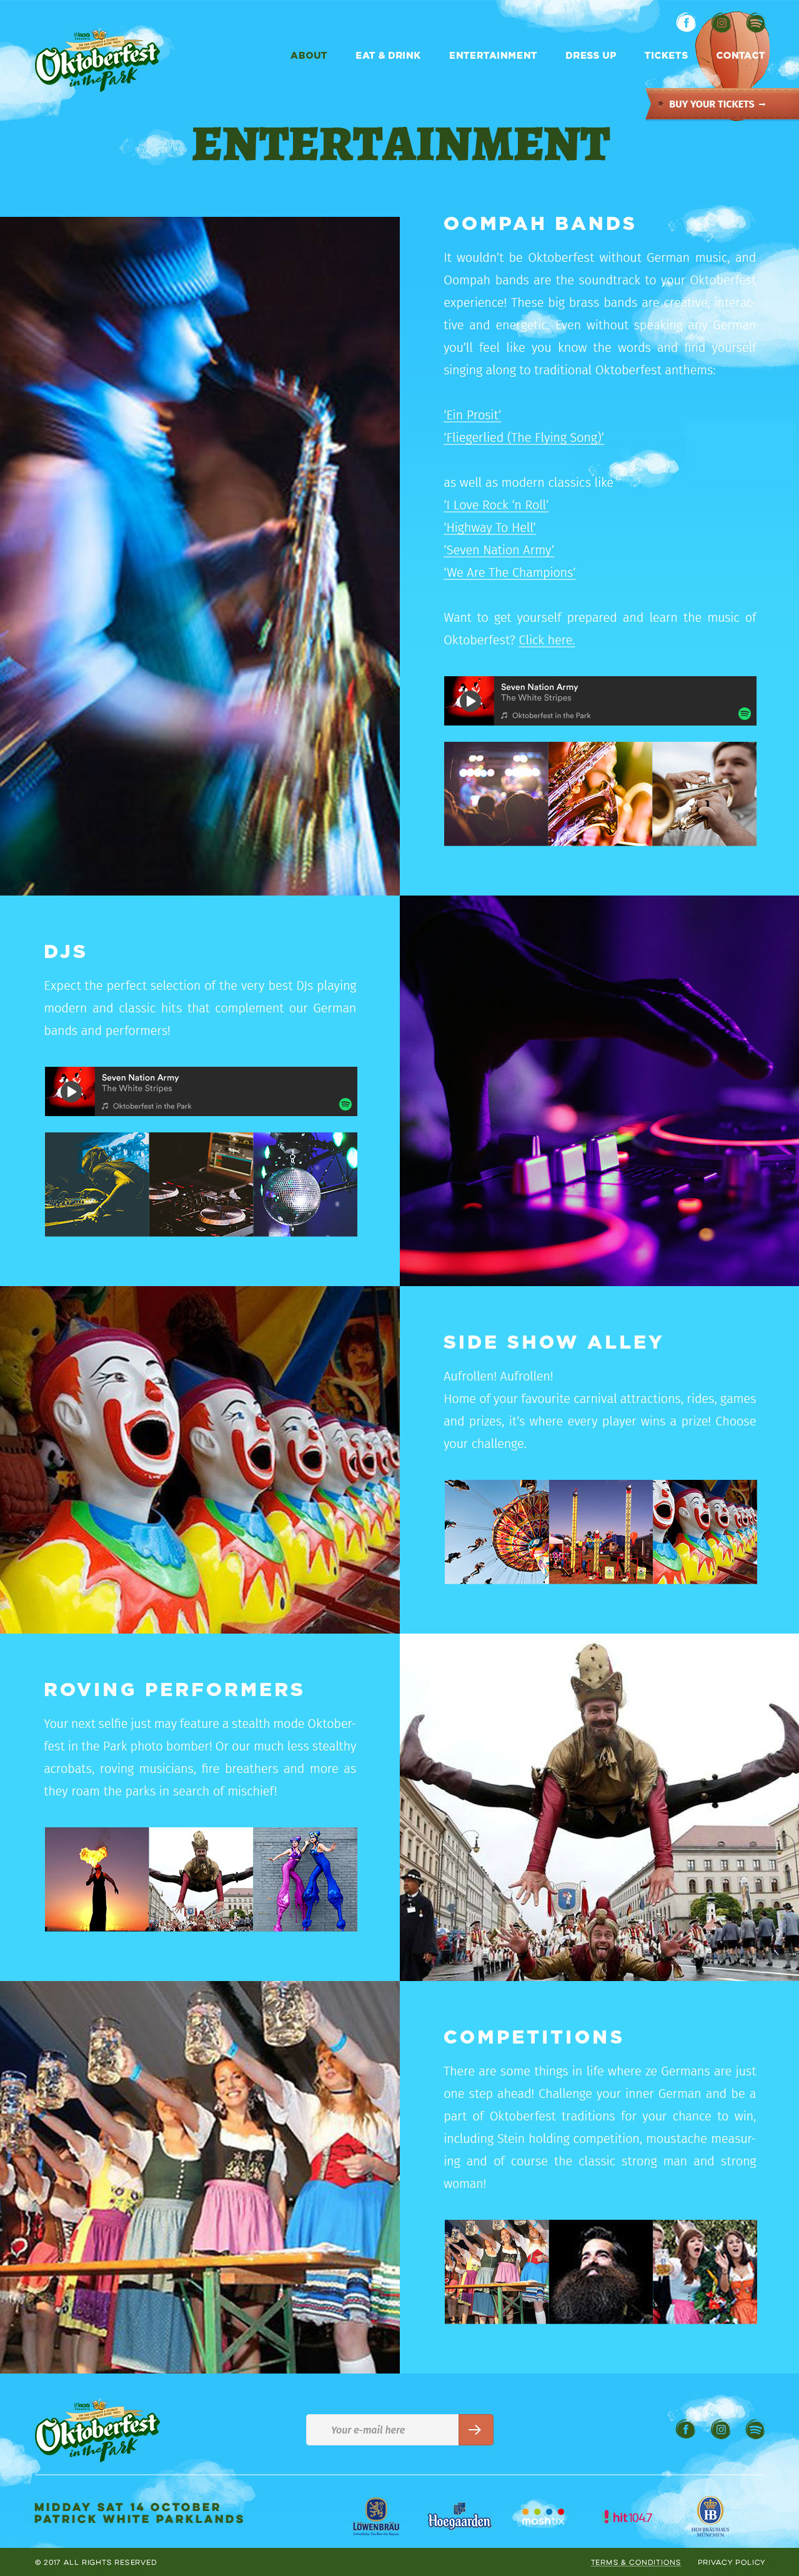 Oktoberfest
in the Park
ABOUT EAT & DRINK ENTERTAINMENT DRESS UP TICKETS CONTACT
» BUY YOUR TICKETS →
ENTERTAINMENT
OOMPAH BANDS
It wouldn't be Oktoberfest without German music, and
Oompah bands are the soundtrack to your Oktoberfest
experience! These big brass bands are creative, interac-
tive and energetic. Even without speaking any German
you'll feel like you know the words and find yourself
singing along to traditional Oktoberfest anthems:
'Ein Prosit'
'Fliegerlied (The Flying Song)'
as well as modern classics like
'I Love Rock 'n Roll'
'Highway To Hell'
'Seven Nation Army'
'We Are The Champions'
Want to get yourself prepared and learn the music of
Oktoberfest? Click here.
Seven Nation Army
The White Stripes
Oktoberfest in the Park
DJS
Expect the perfect selection of the very best DJs playing
modern and classic hits that complement our German
bands and performers!
Seven Nation Army
The White Stripes
Oktoberfest in the Park
SIDE SHOW ALLEY
Aufrollen! Aufrollen!
Home of your favourite carnival attractions, rides, games
and prizes, it's where every player wins a prize! Choose
your challenge.
ROVING PERFORMERS
Your next selfie just may feature a stealth mode Oktober-
fest in the Park photo bomber! Or our much less stealthy
acrobats, roving musicians, fire breathers and more as
they roam the parks in search of mischief!
COMPETITIONS
There are some things in life where ze Germans are just
one step ahead! Challenge your inner German and be a
part of Oktoberfest traditions for your chance to win,
including Stein holding competition, moustache measur-
ing and of course the classic strong man and strong
woman!
Oktoberfest
in the Park
Your e-mail here
MIDDAY SAT 14 OCTOBER
PATRICK WHITE PARKLANDS
LÖWENBRÄU
Hoegaarden
moshtix
hit104.7
HB
HOFBRÄUHAUS
MÜNCHEN
© 2017 ALL RIGHTS RESERVED
TERMS & CONDITIONS PRIVACY POLICY